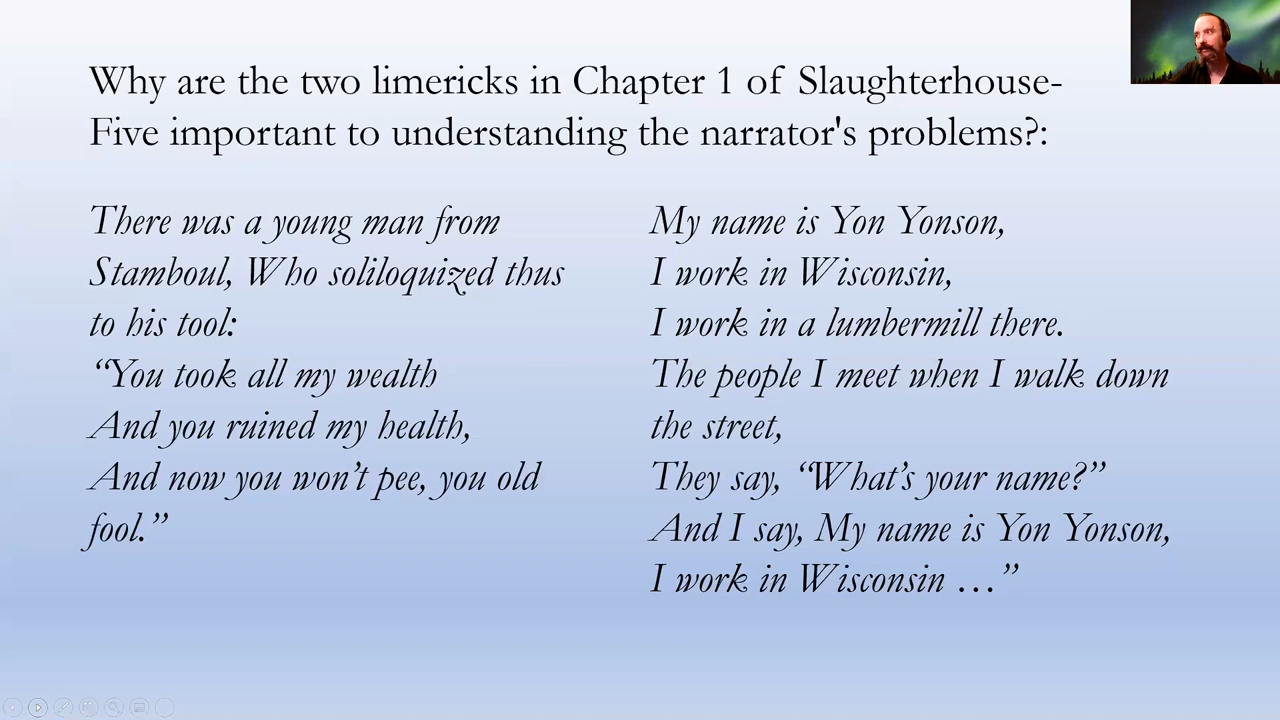 Why are the two limericks in Chapter 1 of Slaughterhouse-
Five important to understanding the narrator's problems?:
There was a young man from
Stamboul, Who soliloquized thus
to his tool:
“You took all my wealth
And you ruined my health,
And now you won’t pee, you old
fool.”
My name is Yon Yonson,
I work in Wisconsin,
I work in a lumbermill there.
The people I meet when I walk down
the street,
They say, “What’s your name?”
And I say, My name is Yon Yonson,
I work in Wisconsin …”